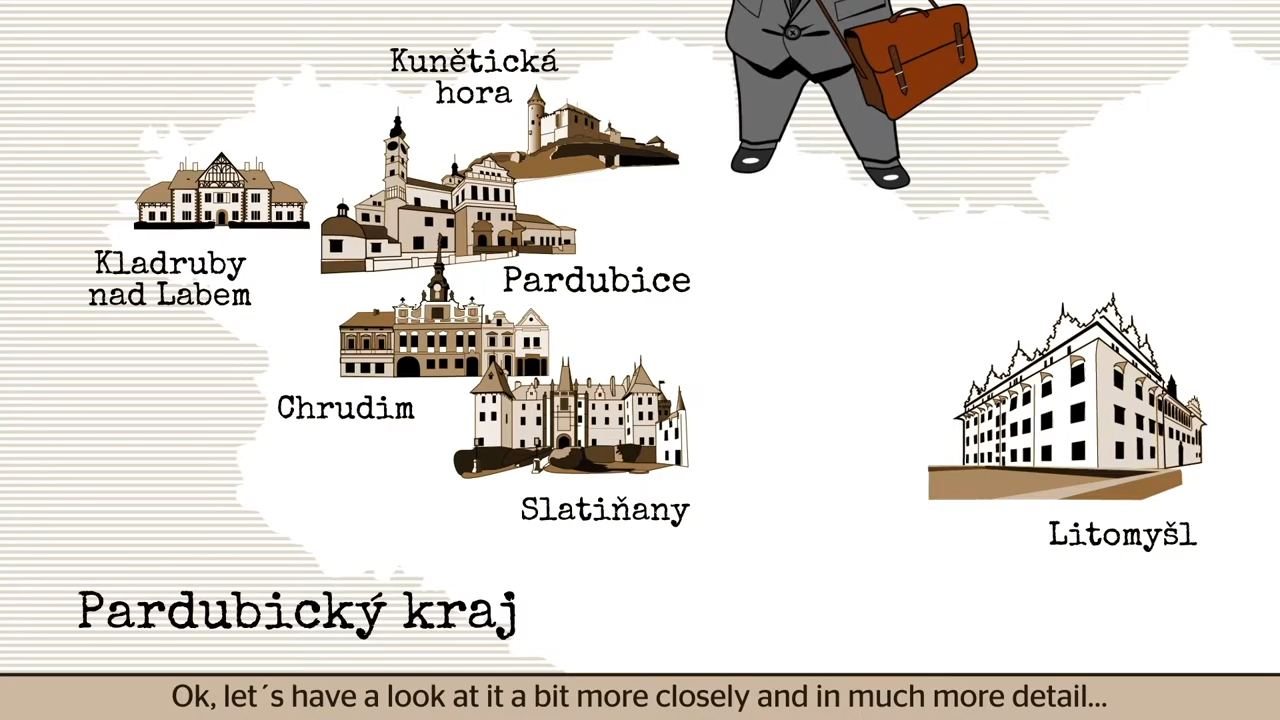 Kunětická
hora
Kladruby
nad Labem
Pardubice
Chrudim
Slatiňany
Litomyšl
Pardubický kraj
Ok, let´s have a look at it a bit more closely and in much more detail...